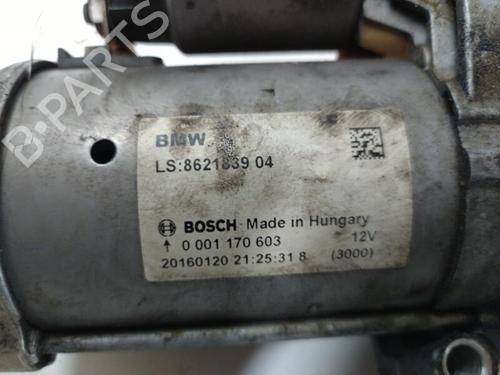 B-PARTS
BMW
LS:8621839 04
BOSCH Made in Hungary
0 001 170 603 12V
20160120 21:25:31 8 (3000)
B-PARTS